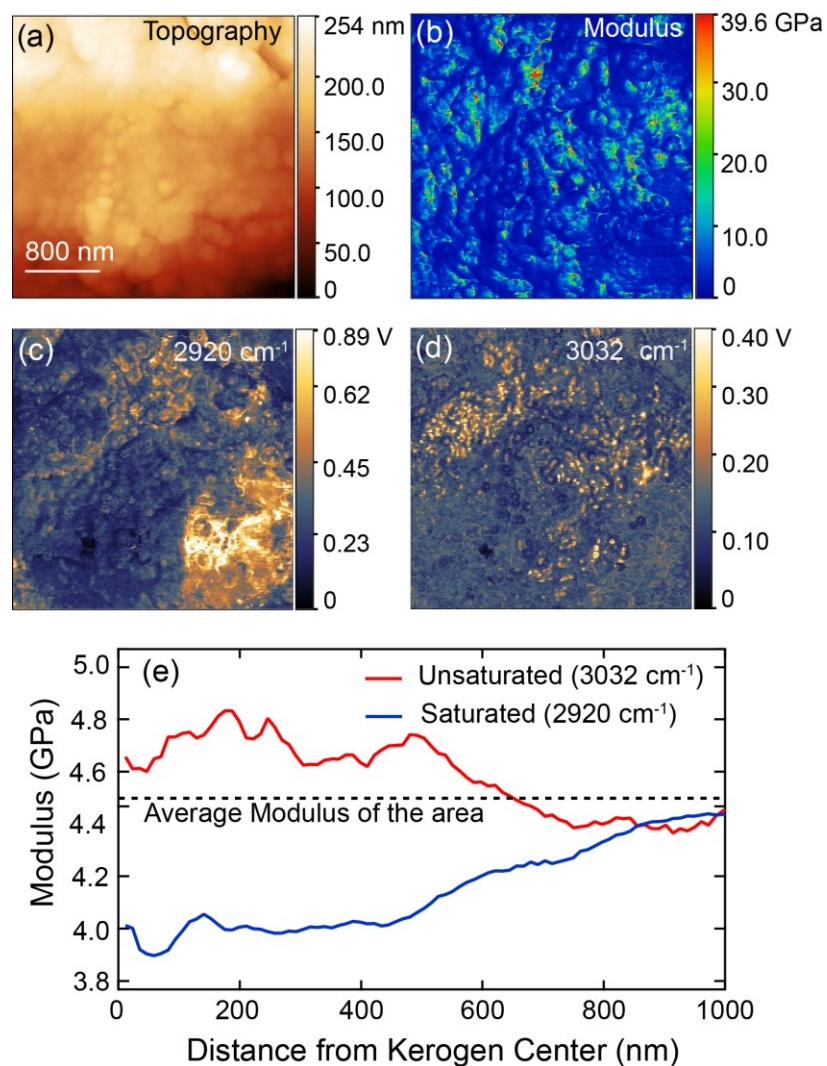 (a) Topography
254 nm
200.0
150.0
100.0
50.0
0
800 nm
(b) Modulus
39.6 GPa
30.0
20.0
10.0
0
(c) 2920 cm⁻¹
0.89 V
0.62
0.45
0.23
0
(d) 3032 cm⁻¹
0.40 V
0.30
0.20
0.10
0
(e)
Unsaturated (3032 cm⁻¹)
Saturated (2920 cm⁻¹)
Average Modulus of the area
Modulus (GPa)
5.0
4.8
4.6
4.4
4.2
4.0
3.8
0 200 400 600 800 1000
Distance from Kerogen Center (nm)